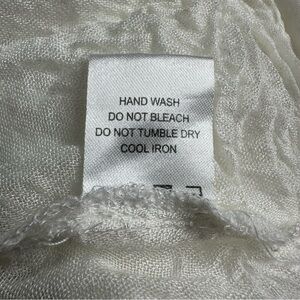 HAND WASH
DO NOT BLEACH
DO NOT TUMBLE DRY
COOL IRON